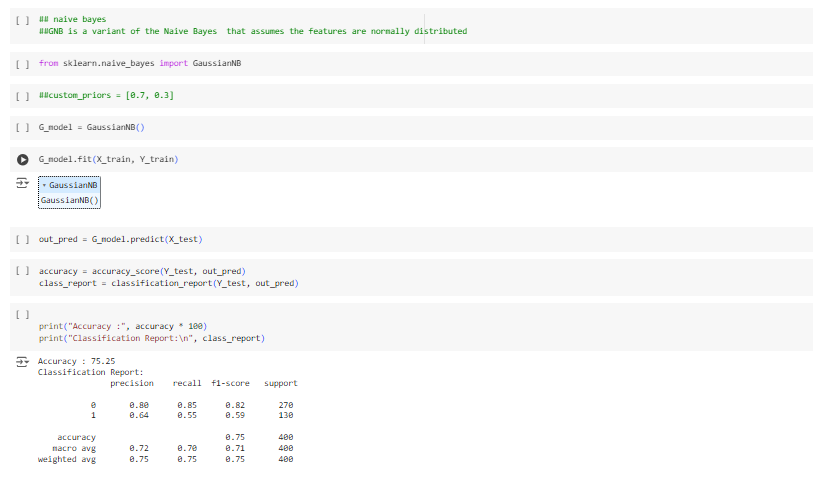 [ ] ## naive bayes
##GNB is a variant of the Naive Bayes  that assumes the features are normally distributed
[ ] from sklearn.naive_bayes import GaussianNB
[ ] ##custom_priors = [0.7, 0.3]
[ ] G_model = GaussianNB()
G_model.fit(X_train, Y_train)
▾ GaussianNB
GaussianNB()
[ ] out_pred = G_model.predict(X_test)
[ ] accuracy = accuracy_score(Y_test, out_pred)
class_report = classification_report(Y_test, out_pred)
[ ]
print("Accuracy :", accuracy * 100)
print("Classification Report:\n", class_report)
Accuracy : 75.25
Classification Report:
precision    recall  f1-score   support
0       0.80      0.85      0.82       270
1       0.64      0.55      0.59       130
accuracy                           0.75       400
macro avg       0.72      0.70      0.71       400
weighted avg       0.75      0.75      0.75       400